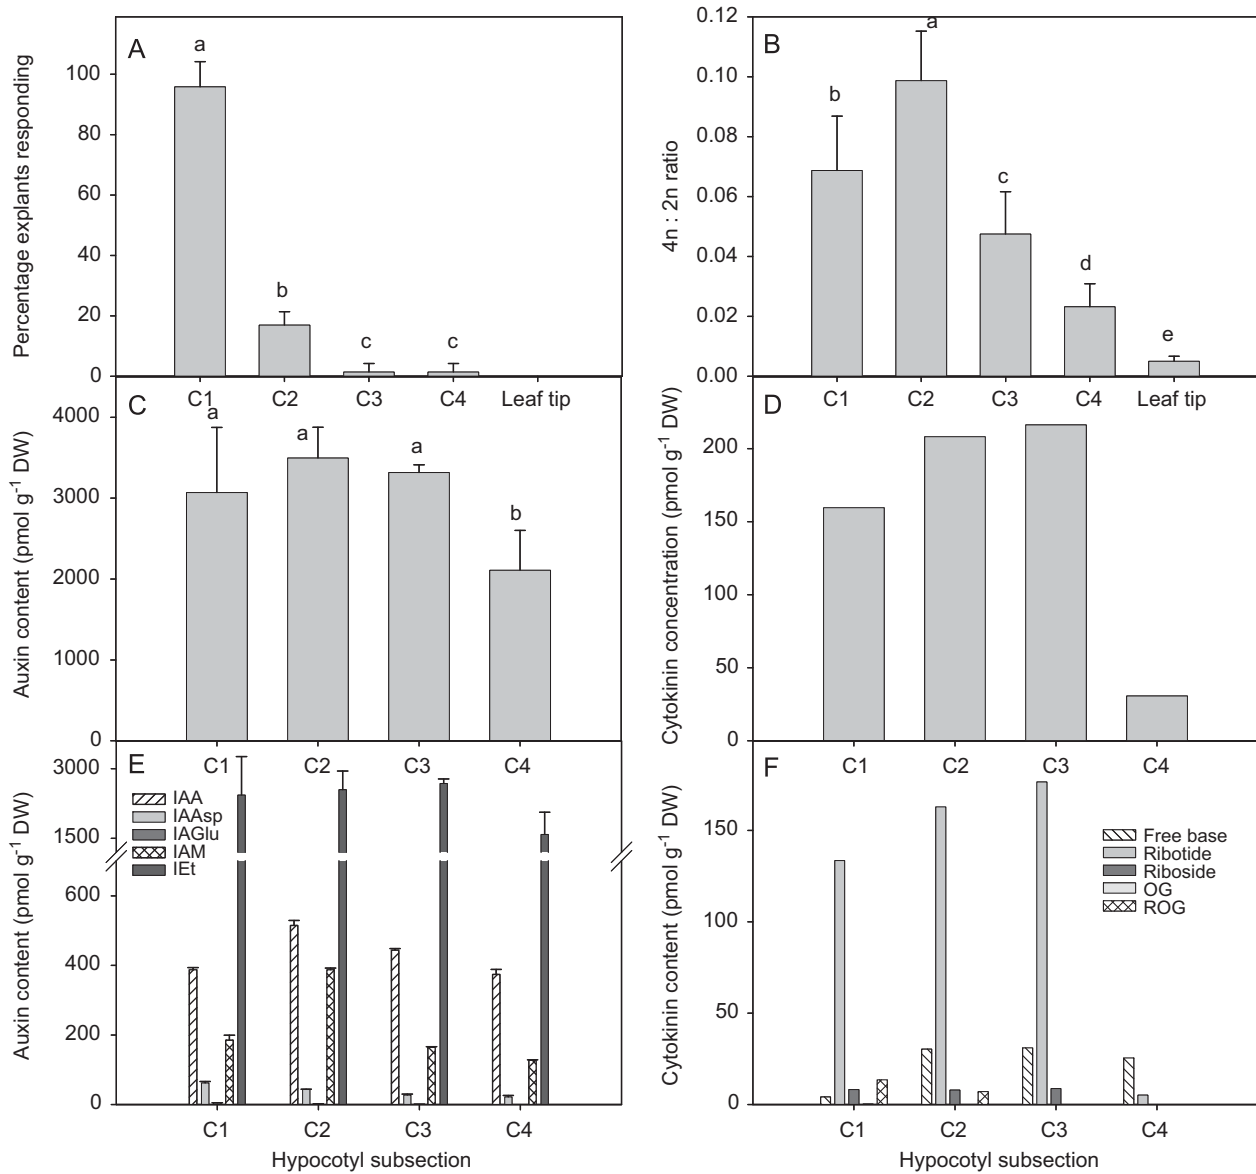 A
Percentage explants responding
100
80
60
40
20
0
a
b
c
c
C1
C2
C3
C4
Leaf tip
B
4n : 2n ratio
0.12
0.10
0.08
0.06
0.04
0.02
0.00
b
a
c
d
e
C1
C2
C3
C4
Leaf tip
C
Auxin content (pmol g-1 DW)
4000
3000
2000
1000
0
a
a
a
b
C1
C2
C3
C4
D
Cytokinin concentration (pmol g-1 DW)
200
150
100
50
0
C1
C2
C3
C4
E
Auxin content (pmol g-1 DW)
3000
1500
600
400
200
0
IAA
IAAsp
IAGlu
IAM
IEt
C1
C2
C3
C4
Hypocotyl subsection
F
Cytokinin content (pmol g-1 DW)
150
100
50
0
Free base
Ribotide
Riboside
OG
ROG
C1
C2
C3
C4
Hypocotyl subsection